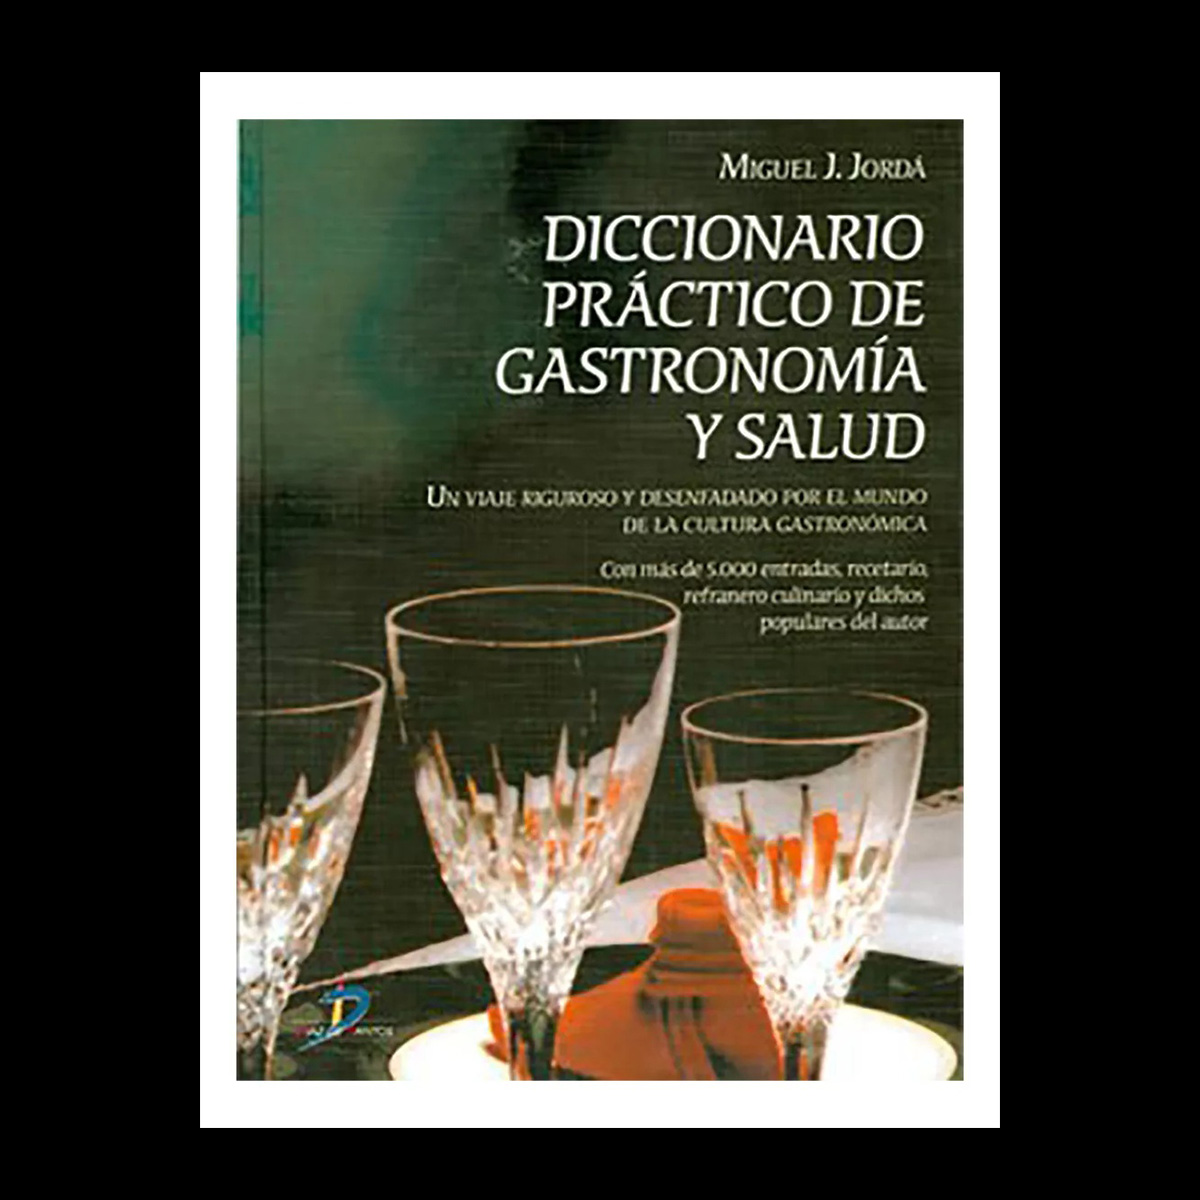 MIGUEL J. JORDÁ
DICCIONARIO
PRÁCTICO DE
GASTRONOMÍA
Y SALUD
UN VIAJE RIGUROSO Y DESENFADADO POR EL MUNDO
DE LA CULTURA GASTRONÓMICA
Con más de 5.000 entradas, recetario,
refranero culinario y dichos
populares del autor